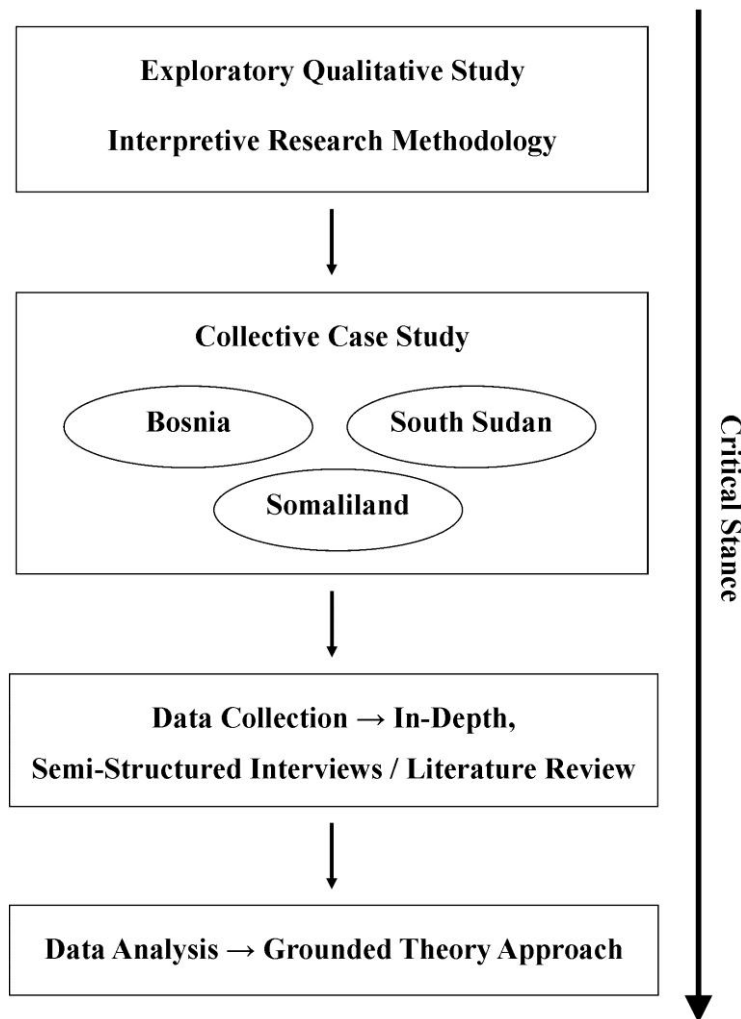 Exploratory Qualitative Study
Interpretive Research Methodology
Collective Case Study
Bosnia
South Sudan
Somaliland
Data Collection → In-Depth,
Semi-Structured Interviews / Literature Review
Data Analysis → Grounded Theory Approach
Critical Stance